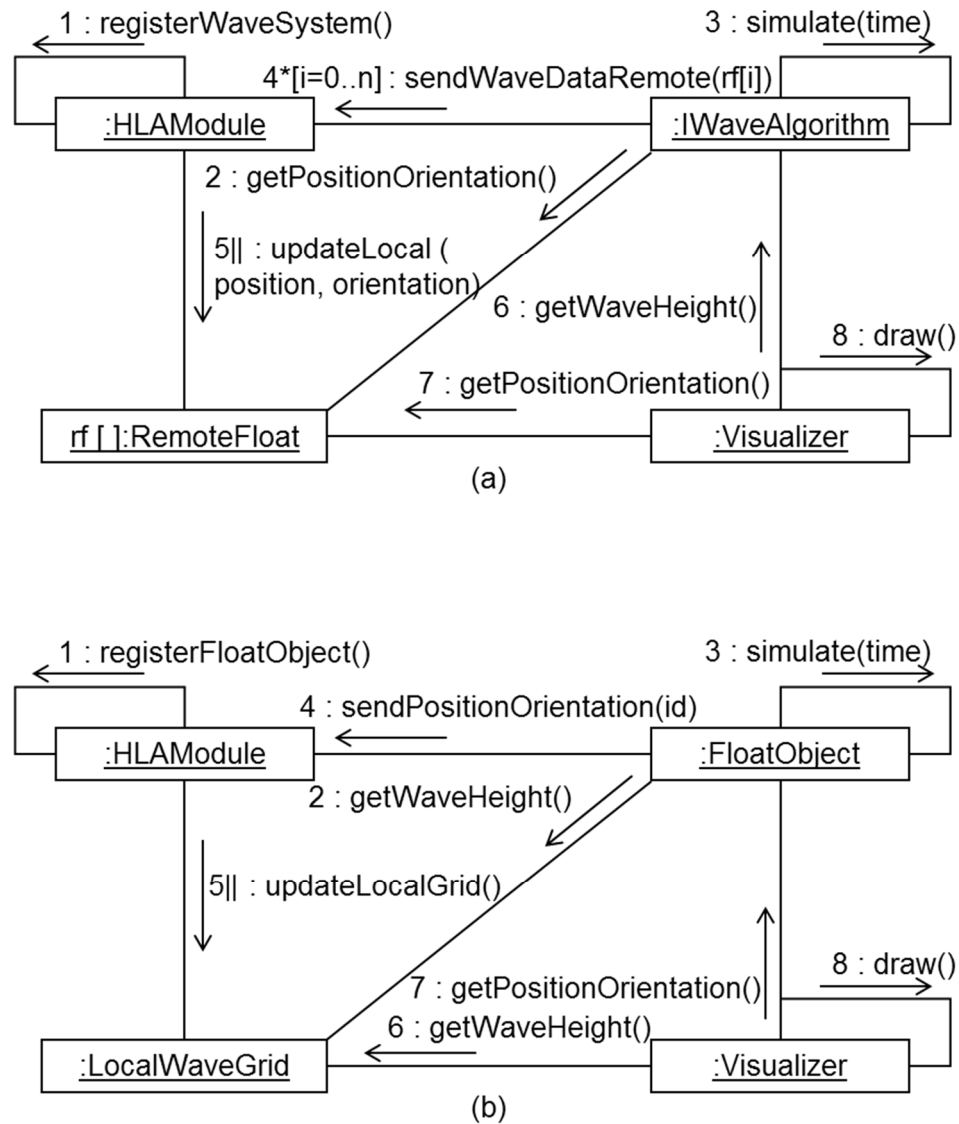 1 : registerWaveSystem()
3 : simulate(time)
4*[i=0..n] : sendWaveDataRemote(rf[i])
:HLAModule
:IWaveAlgorithm
2 : getPositionOrientation()
5|| : updateLocal (
position, orientation)
6 : getWaveHeight()
8 : draw()
7 : getPositionOrientation()
rf [ ]:RemoteFloat
:Visualizer
(a)
1 : registerFloatObject()
3 : simulate(time)
4 : sendPositionOrientation(id)
:HLAModule
:FloatObject
2 : getWaveHeight()
5|| : updateLocalGrid()
8 : draw()
7 : getPositionOrientation()
6 : getWaveHeight()
:LocalWaveGrid
:Visualizer
(b)